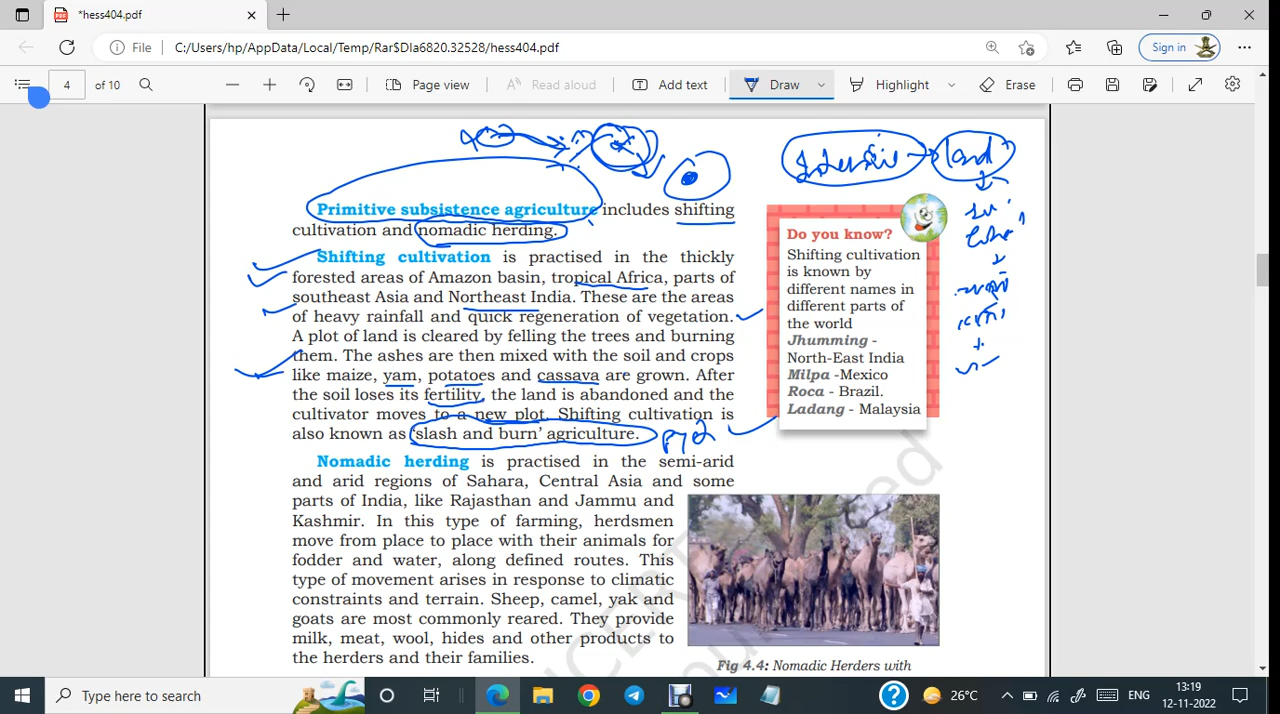 *hess404.pdf
File
C:/Users/hp/AppData/Local/Temp/Rar$DIa6820.32528/hess404.pdf
Sign in
4 of 10
Page view
Read aloud
Add text
Draw
Highlight
Erase
Intensive land
Primitive subsistence agriculture includes shifting
cultivation and nomadic herding.
Shifting cultivation is practised in the thickly
forested areas of Amazon basin, tropical Africa, parts of
southeast Asia and Northeast India. These are the areas
of heavy rainfall and quick regeneration of vegetation.
A plot of land is cleared by felling the trees and burning
them. The ashes are then mixed with the soil and crops
like maize, yam, potatoes and cassava are grown. After
the soil loses its fertility, the land is abandoned and the
cultivator moves to a new plot. Shifting cultivation is
also known as ‘slash and burn’ agriculture.
Nomadic herding is practised in the semi-arid
and arid regions of Sahara, Central Asia and some
parts of India, like Rajasthan and Jammu and
Kashmir. In this type of farming, herdsmen
move from place to place with their animals for
fodder and water, along defined routes. This
type of movement arises in response to climatic
constraints and terrain. Sheep, camel, yak and
goats are most commonly reared. They provide
milk, meat, wool, hides and other products to
the herders and their families.
Do you know?
Shifting cultivation
is known by
different names in
different parts of
the world
Jhumming -
North-East India
Milpa -Mexico
Roca - Brazil.
Ladang - Malaysia
Fig 4.4: Nomadic Herders with
Type here to search
26°C
ENG
13:19
12-11-2022